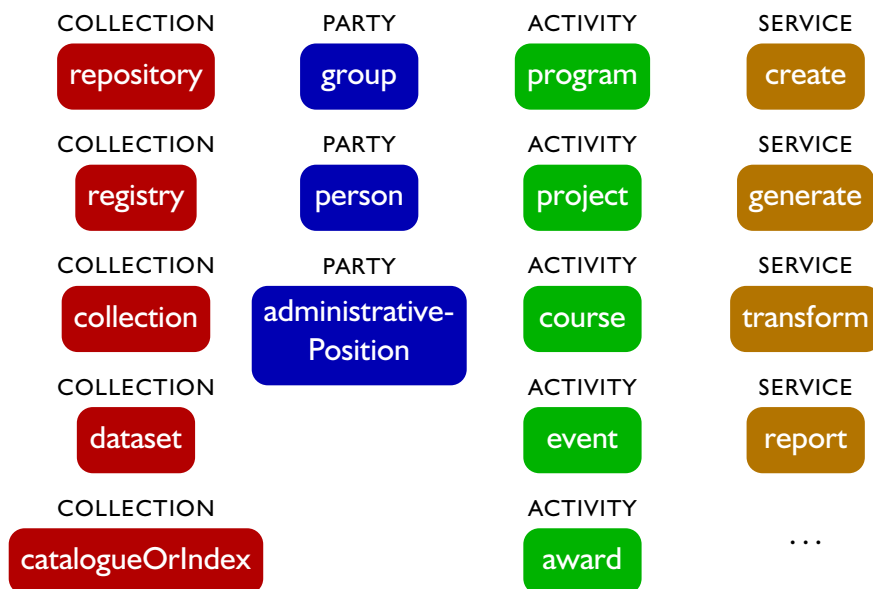 COLLECTION PARTY ACTIVITY SERVICE
repository group program create
COLLECTION PARTY ACTIVITY SERVICE
registry person project generate
COLLECTION PARTY ACTIVITY SERVICE
collection administrative- course transform
Position
COLLECTION ACTIVITY SERVICE
dataset event report
COLLECTION ACTIVITY
catalogueOrIndex award ...